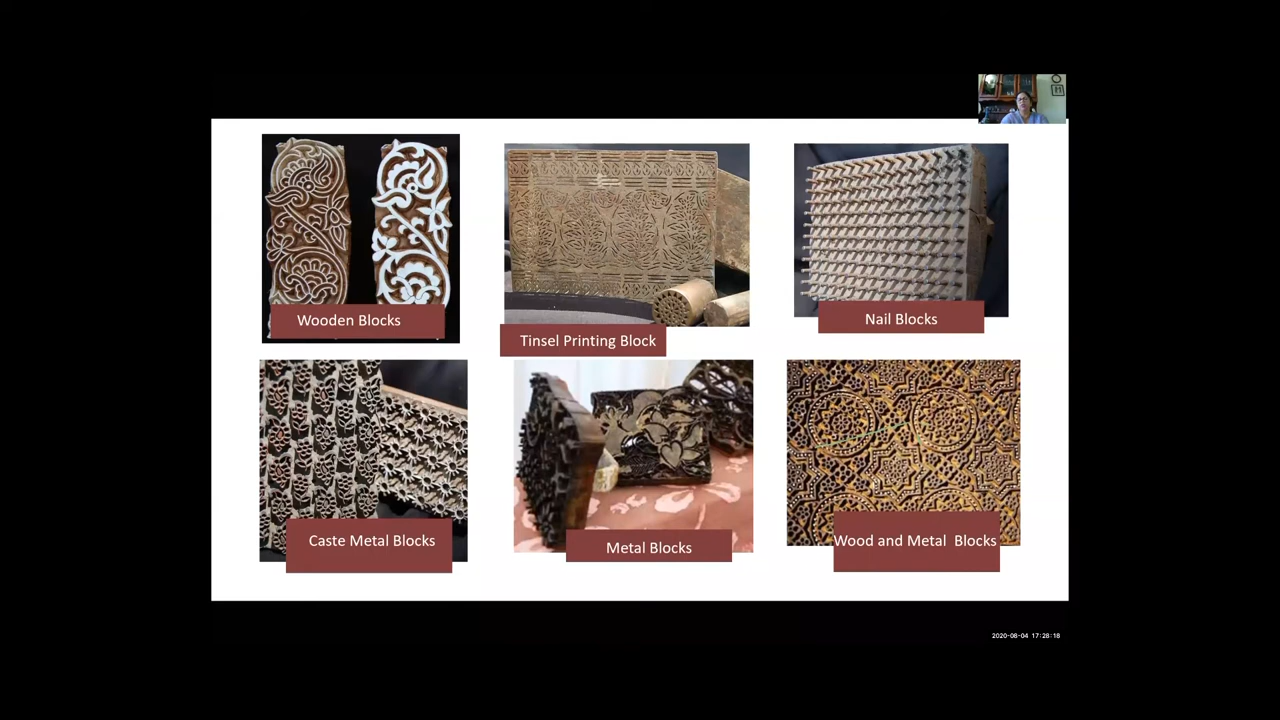 Wooden Blocks
Tinsel Printing Block
Nail Blocks
Caste Metal Blocks
Metal Blocks
Wood and Metal Blocks
2020-08-04 17:28:18